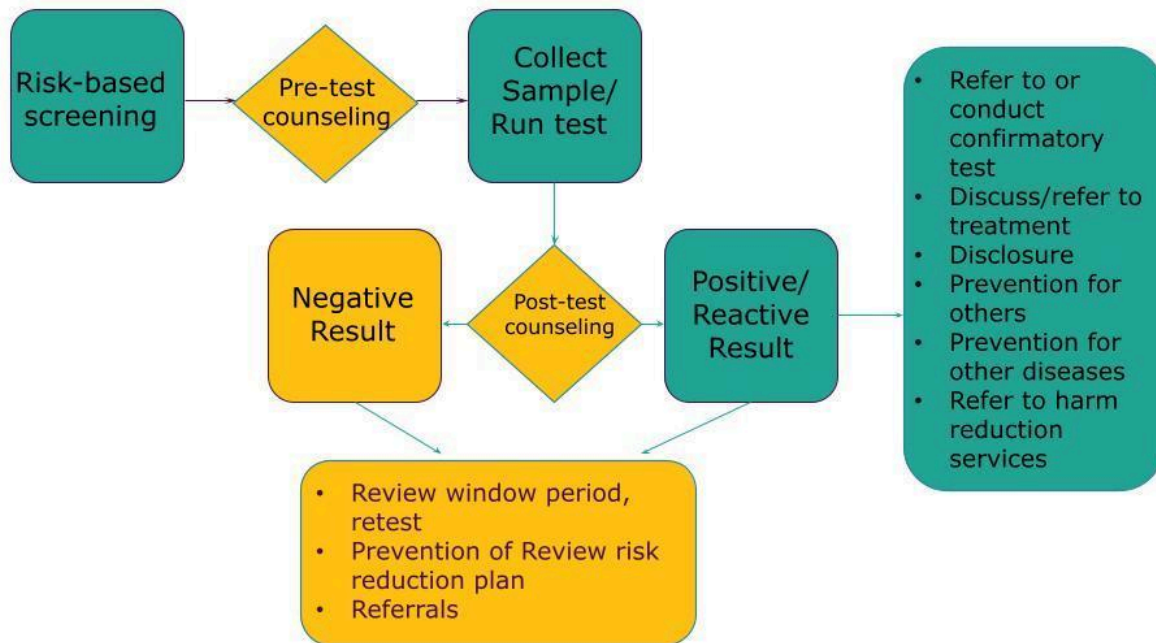 Risk-based
screening
Pre-test
counseling
Collect
Sample/
Run test
• Refer to or
conduct
confirmatory
test
• Discuss/refer to
treatment
• Disclosure
• Prevention for
others
• Prevention for
other diseases
• Refer to harm
reduction
services
Negative
Result
Post-test
counseling
Positive/
Reactive
Result
• Review window period,
retest
• Prevention of Review risk
reduction plan
• Referrals